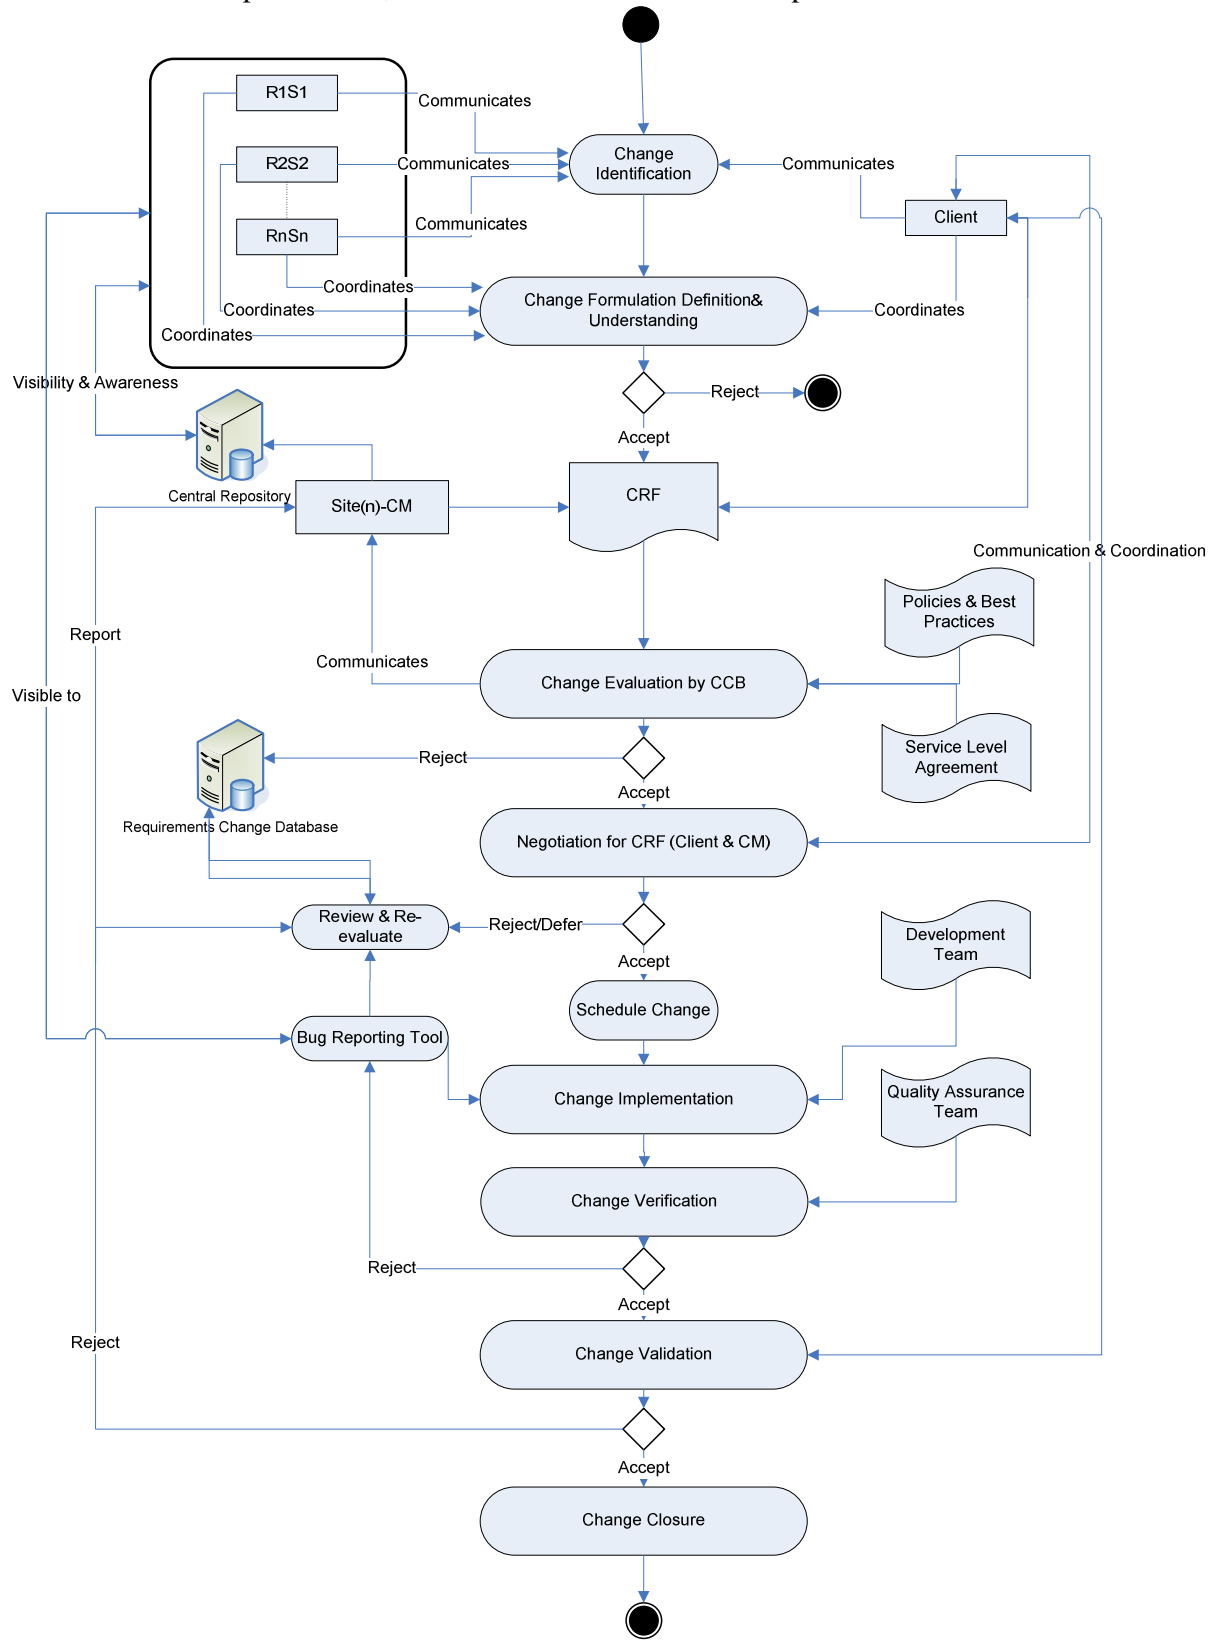 R1S1
Communicates
R2S2
Communicates
Change
Identification
Communicates
RnSn
Communicates
Client
Coordinates
Change Formulation Definition&
Understanding
Coordinates
Coordinates
Coordinates
Visibility & Awareness
Reject
Accept
Central Repository
Site(n)-CM
CRF
Communication & Coordination
Policies & Best
Practices
Report
Communicates
Change Evaluation by CCB
Visible to
Service Level
Agreement
Reject
Accept
Requirements Change Database
Negotiation for CRF (Client & CM)
Review & Re-
evaluate
Reject/Defer
Development
Team
Accept
Schedule Change
Bug Reporting Tool
Change Implementation
Quality Assurance
Team
Change Verification
Reject
Accept
Reject
Change Validation
Accept
Change Closure